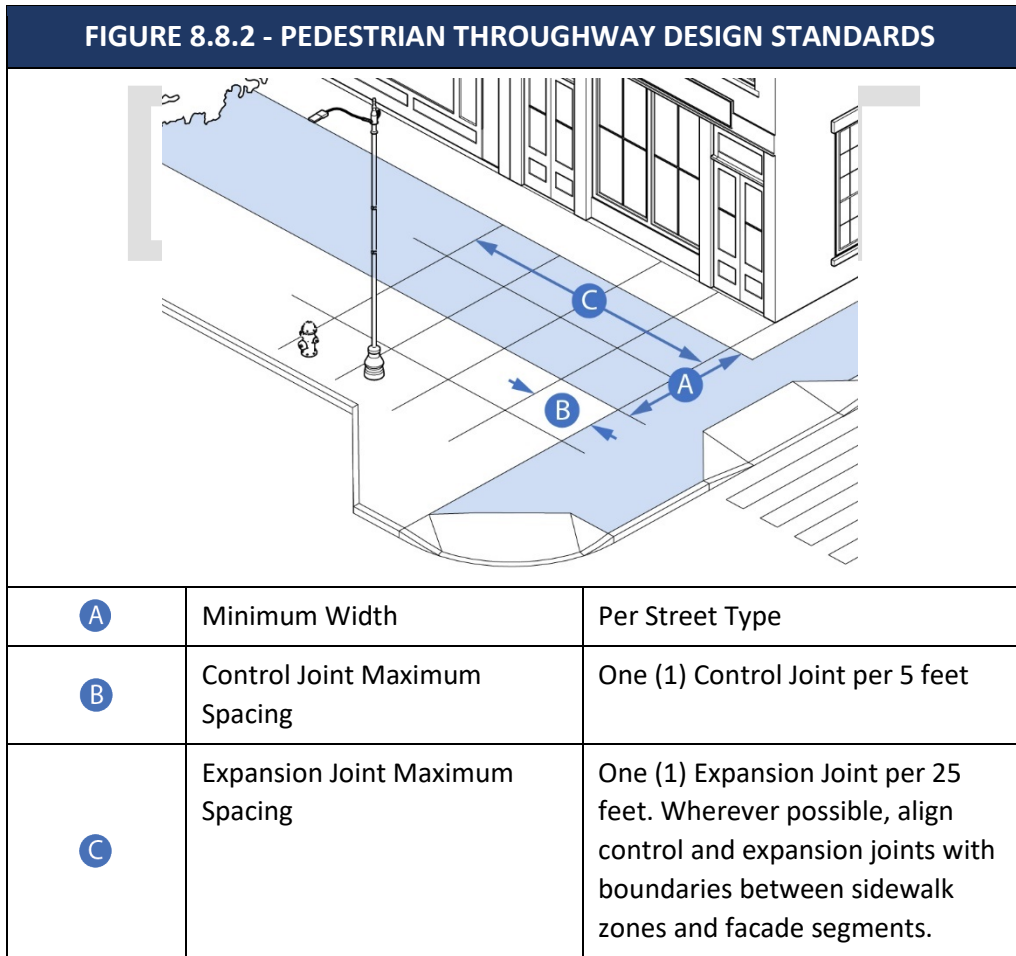 FIGURE 8.8.2 - PEDESTRIAN THROUGHWAY DESIGN STANDARDS
C
A
B
A
Minimum Width
Per Street Type
B
Control Joint Maximum
Spacing
One (1) Control Joint per 5 feet
C
Expansion Joint Maximum
Spacing
One (1) Expansion Joint per 25
feet. Wherever possible, align
control and expansion joints with
boundaries between sidewalk
zones and facade segments.